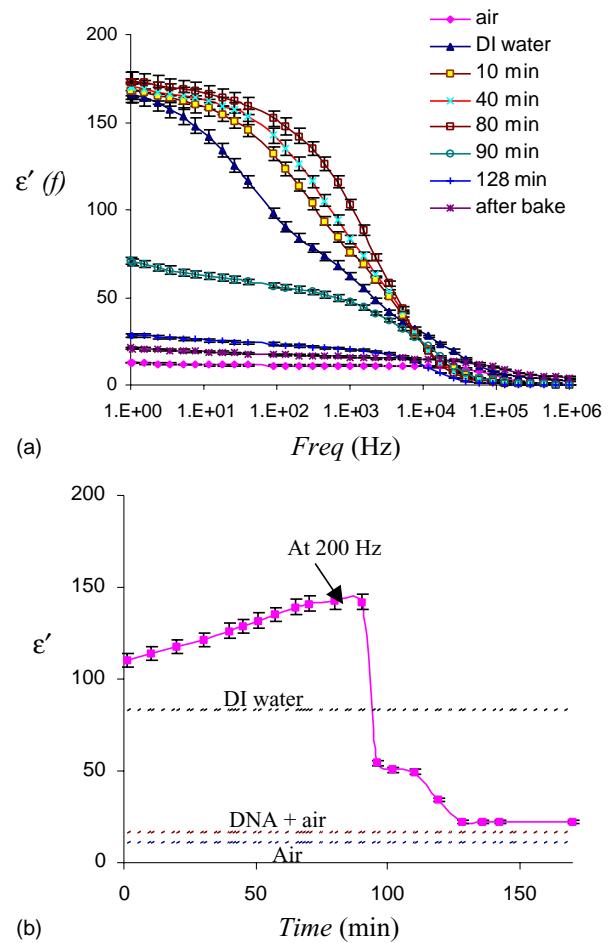 200
150
100
50
0
ε′ (f)
1.E+00 1.E+01 1.E+02 1.E+03 1.E+04 1.E+05 1.E+06
Freq (Hz)
air
DI water
10 min
40 min
80 min
90 min
128 min
after bake
(a)
200
150
100
50
0
ε′
At 200 Hz
DI water
DNA + air
Air
0 50 100 150
Time (min)
(b)